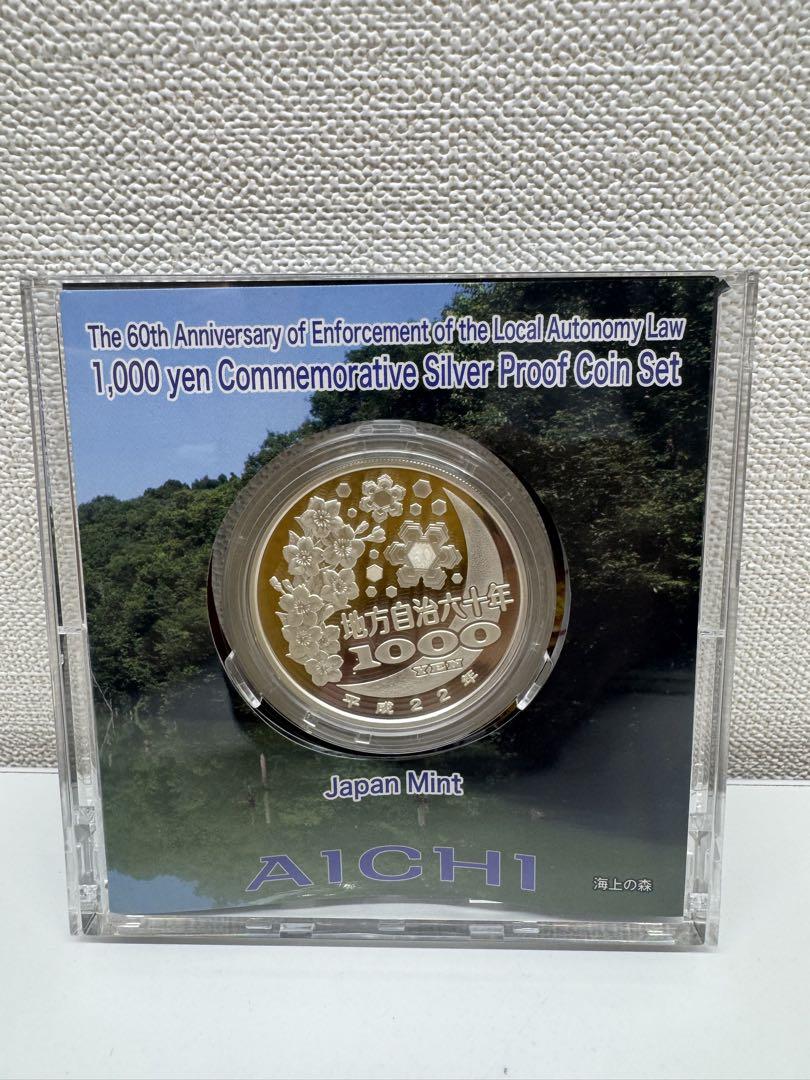 The 60th Anniversary of Enforcement of the Local Autonomy Law
1,000 yen Commemorative Silver Proof Coin Set
地方自治六十年
1000
YEN
平成22年
Japan Mint
AICHI
海上の森